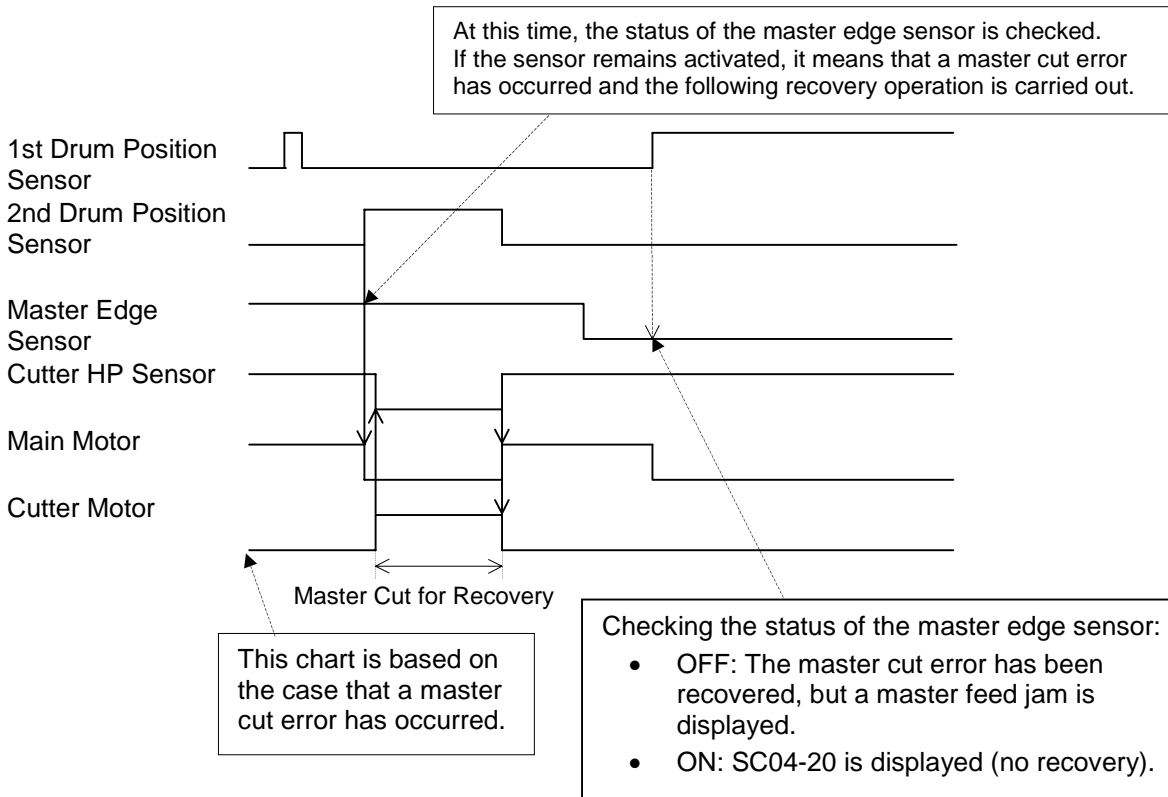 At this time, the status of the master edge sensor is checked.
If the sensor remains activated, it means that a master cut error
has occurred and the following recovery operation is carried out.
1st Drum Position
Sensor
2nd Drum Position
Sensor
Master Edge
Sensor
Cutter HP Sensor
Main Motor
Cutter Motor
Master Cut for Recovery
This chart is based on
the case that a master
cut error has occurred.
Checking the status of the master edge sensor:
• OFF: The master cut error has been
recovered, but a master feed jam is
displayed.
• ON: SC04-20 is displayed (no recovery).